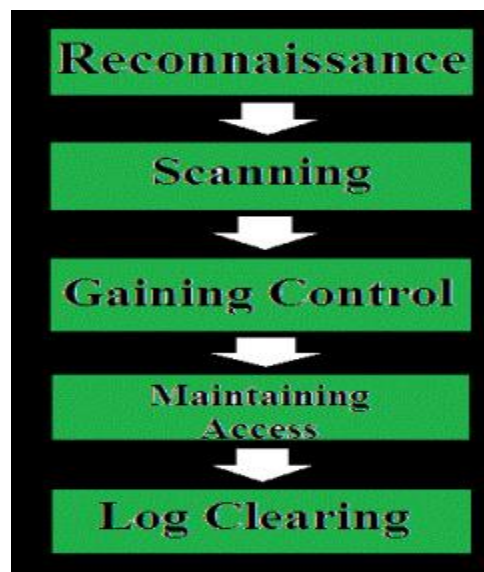 Reconnaissance
Scanning
Gaining Control
Maintaining
Access
Log Clearing